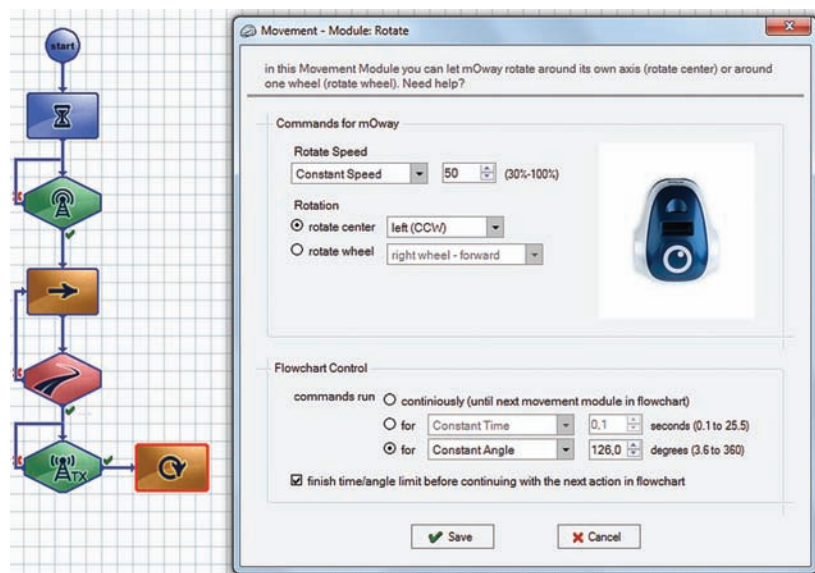 start
TX
Movement - Module: Rotate
in this Movement Module you can let mOway rotate around its own axis (rotate center) or around
one wheel (rotate wheel). Need help?
Commands for mOway
Rotate Speed
Constant Speed 50 (30%-100%)
Rotation
rotate center left (CCW)
rotate wheel right wheel - forward
Flowchart Control
commands run continiously (until next movement module in flowchart)
for Constant Time 0,1 seconds (0.1 to 25.5)
for Constant Angle 126,0 degrees (3.6 to 360)
finish time/angle limit before continuing with the next action in flowchart
Save Cancel